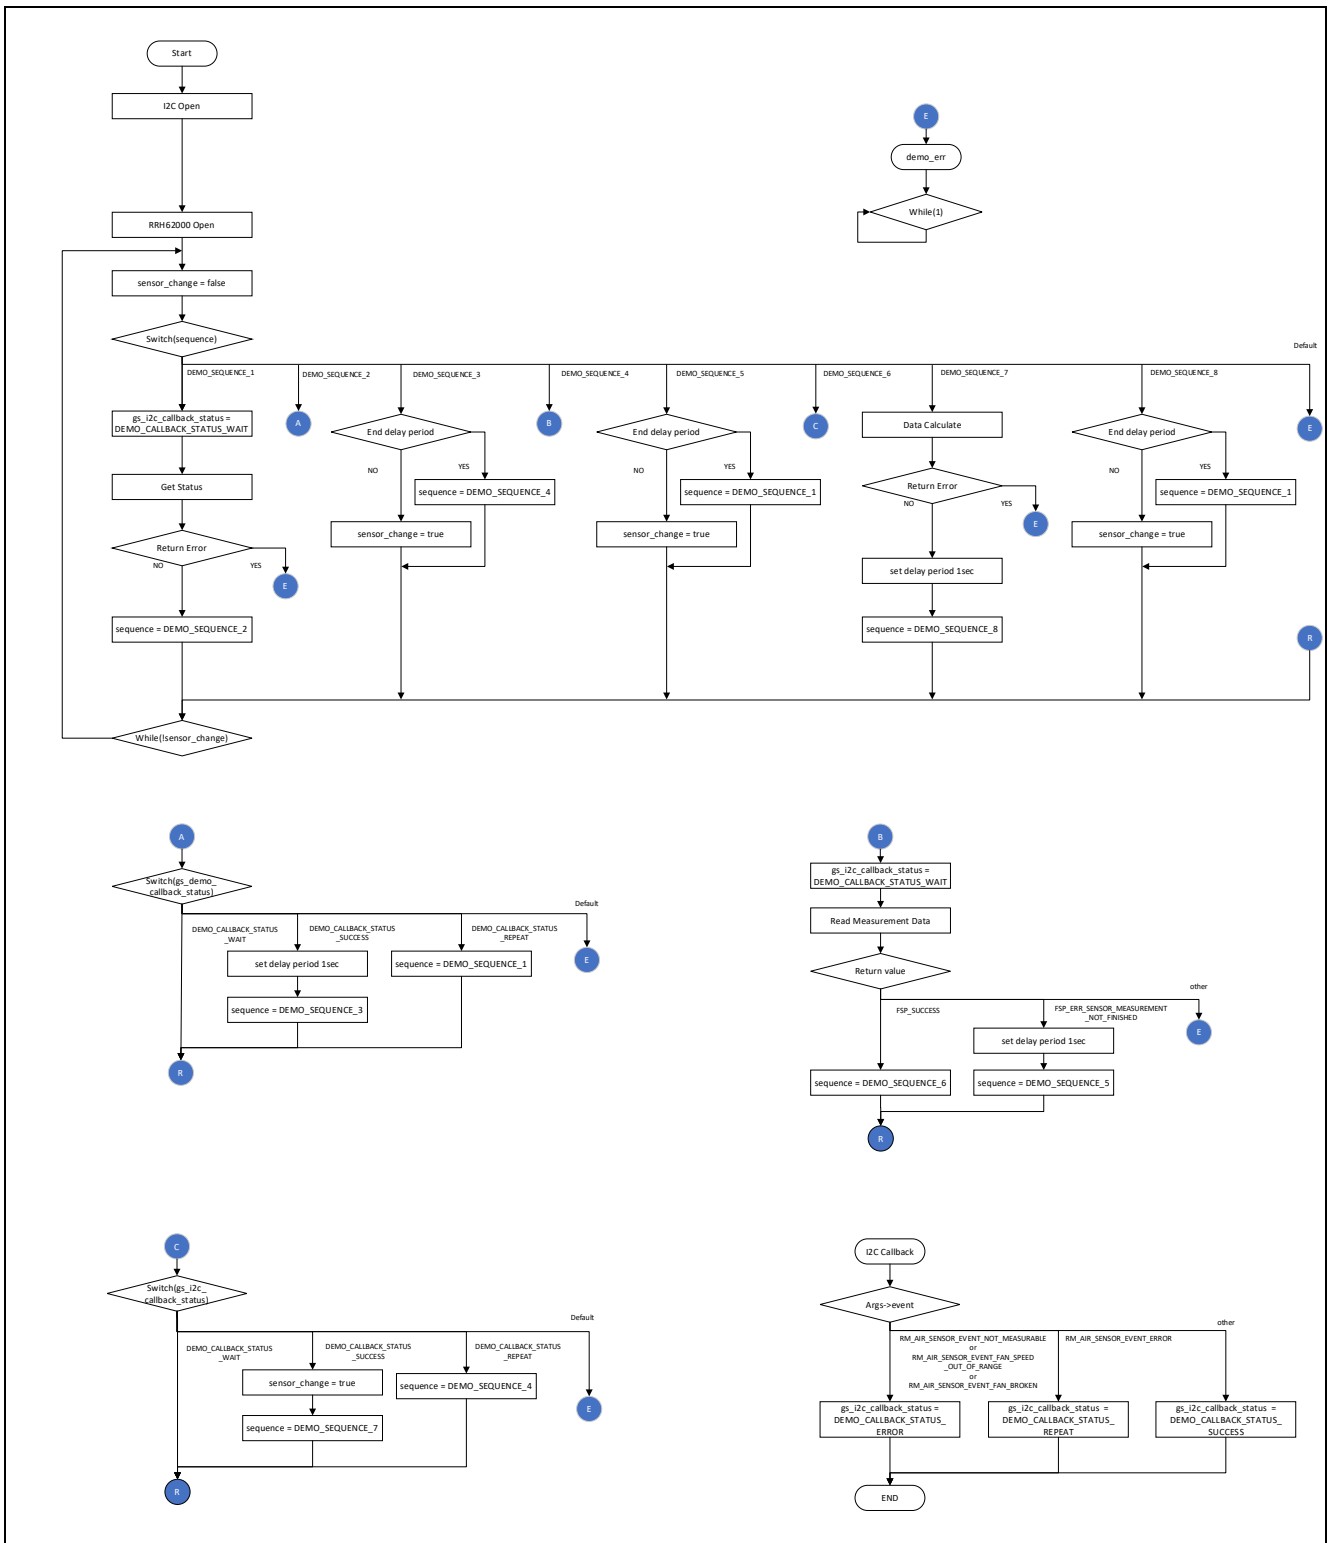 Start
I2C Open
RRH62000 Open
sensor_change = false
Switch(sequence)
E
demo_err
While(1)
Default
DEMO_SEQUENCE_1
DEMO_SEQUENCE_2
DEMO_SEQUENCE_3
DEMO_SEQUENCE_4
DEMO_SEQUENCE_5
DEMO_SEQUENCE_6
DEMO_SEQUENCE_7
DEMO_SEQUENCE_8
gs_i2c_callback_status =
DEMO_CALLBACK_STATUS_WAIT
Get Status
Return Error
NO
YES
E
sequence = DEMO_SEQUENCE_2
A
End delay period
NO
YES
sequence = DEMO_SEQUENCE_4
sensor_change = true
B
End delay period
NO
YES
sequence = DEMO_SEQUENCE_1
sensor_change = true
C
Data Calculate
Return Error
NO
YES
E
set delay period 1sec
sequence = DEMO_SEQUENCE_8
End delay period
NO
YES
sequence = DEMO_SEQUENCE_1
sensor_change = true
E
R
While(!sensor_change)
A
Switch(gs_demo_
callback_status)
Default
DEMO_CALLBACK_STATUS
_WAIT
DEMO_CALLBACK_STATUS
_SUCCESS
DEMO_CALLBACK_STATUS
_REPEAT
set delay period 1sec
sequence = DEMO_SEQUENCE_3
sequence = DEMO_SEQUENCE_1
E
R
B
gs_i2c_callback_status =
DEMO_CALLBACK_STATUS_WAIT
Read Measurement Data
Return value
other
FSP_SUCCESS
FSP_ERR_SENSOR_MEASUREMENT
_NOT_FINISHED
E
set delay period 1sec
sequence = DEMO_SEQUENCE_6
sequence = DEMO_SEQUENCE_5
R
C
Switch(gs_i2c_
callback_status)
Default
DEMO_CALLBACK_STATUS
_WAIT
DEMO_CALLBACK_STATUS
_SUCCESS
DEMO_CALLBACK_STATUS
_REPEAT
sensor_change = true
sequence = DEMO_SEQUENCE_7
sequence = DEMO_SEQUENCE_4
E
R
I2C Callback
Args->event
other
RM_AIR_SENSOR_EVENT_NOT_MEASURABLE
or
RM_AIR_SENSOR_EVENT_FAN_SPEED
_OUT_OF_RANGE
or
RM_AIR_SENSOR_EVENT_FAN_BROKEN
RM_AIR_SENSOR_EVENT_ERROR
gs_i2c_callback_status =
DEMO_CALLBACK_STATUS_
ERROR
gs_i2c_callback_status =
DEMO_CALLBACK_STATUS_
REPEAT
gs_i2c_callback_status =
DEMO_CALLBACK_STATUS_
SUCCESS
END